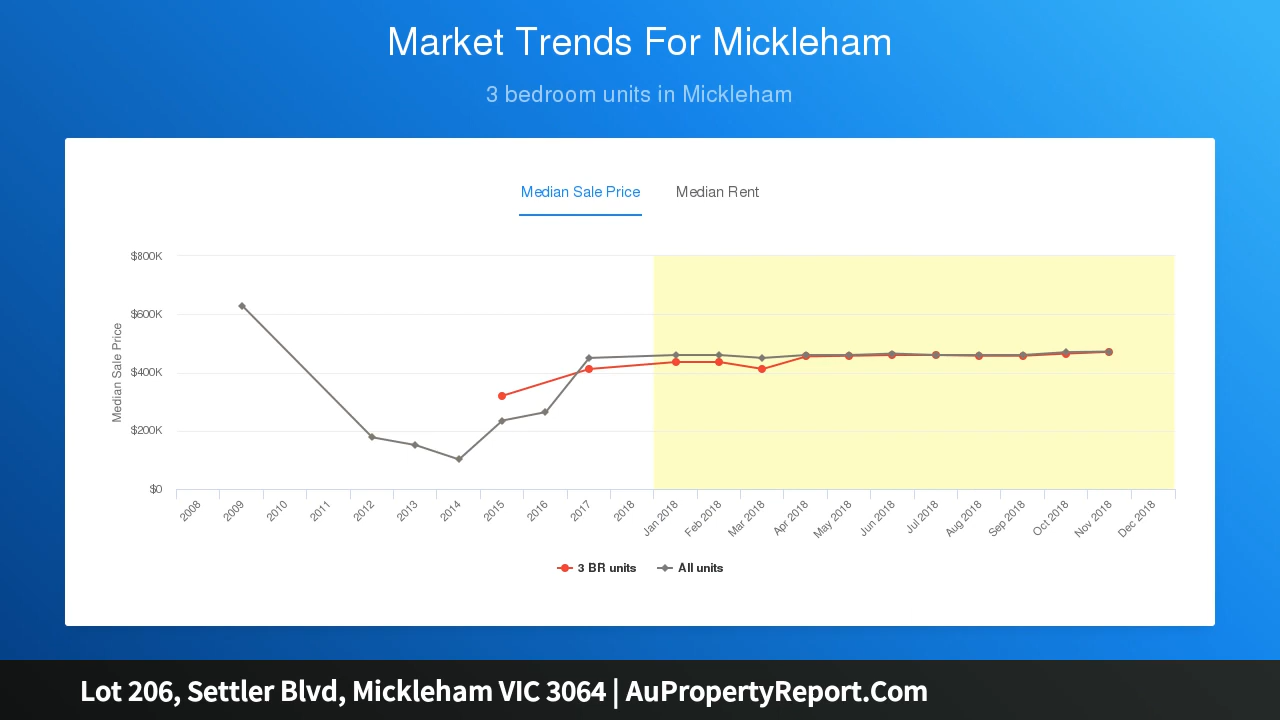 Market Trends For Mickleham
3 bedroom units in Mickleham
Median Sale Price Median Rent
Median Sale Price
$800K
$600K
$400K
$200K
$0
2008 2009 2010 2011 2012 2013 2014 2015 2016 2017 2018 Jan 2018 Feb 2018 Mar 2018 Apr 2018 May 2018 Jun 2018 Jul 2018 Aug 2018 Sep 2018 Oct 2018 Nov 2018 Dec 2018
3 BR units All units
Lot 206, Settler Blvd, Mickleham VIC 3064 | AuPropertyReport.Com